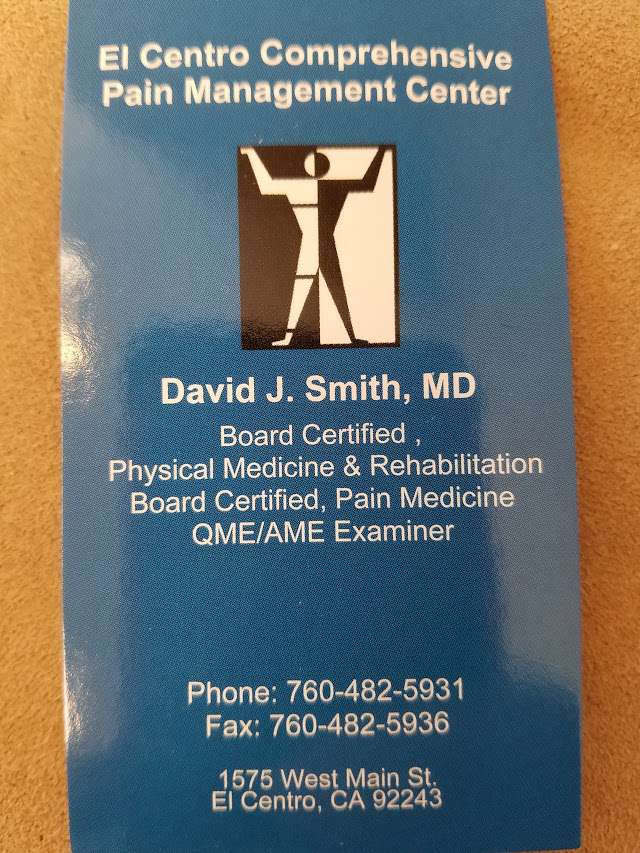 El Centro Comprehensive
Pain Management Center
David J. Smith, MD
Board Certified ,
Physical Medicine & Rehabilitation
Board Certified, Pain Medicine
QME/AME Examiner
Phone: 760-482-5931
Fax: 760-482-5936
1575 West Main St.
El Centro, CA 92243